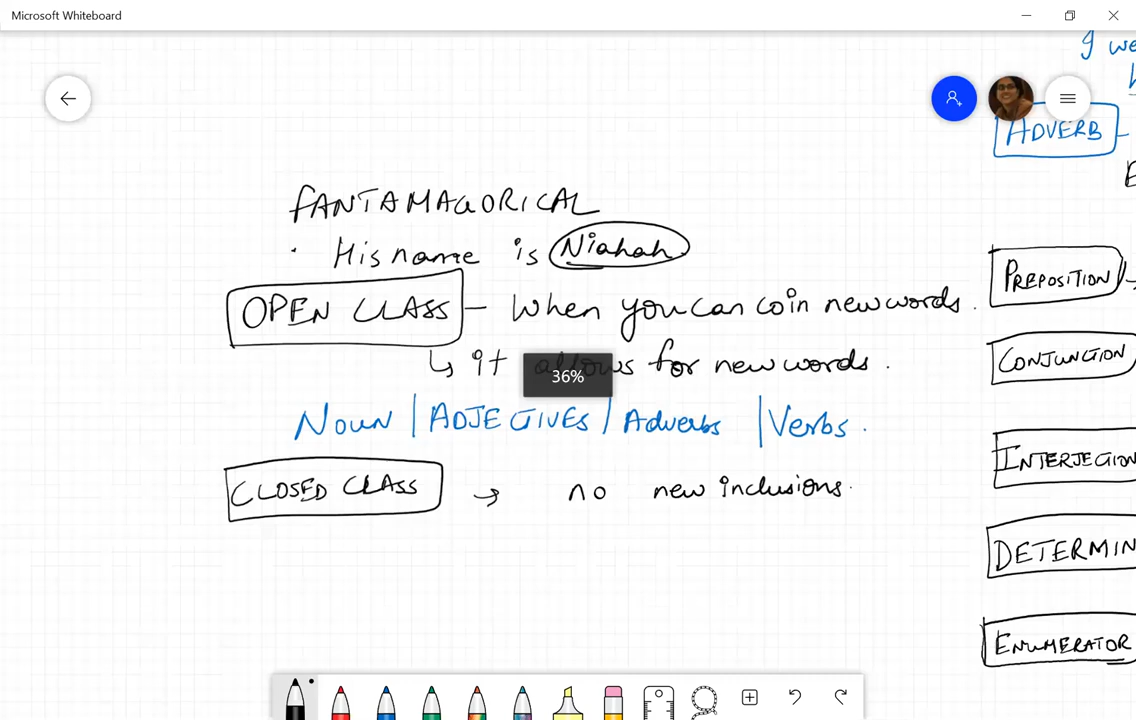 Microsoft Whiteboard
I we
ADVERB
FANTAMAGORICAL
His name is Niahah.
OPEN CLASS - When you can coin new words.
↳ it allows for new words.
36%
NOUN | ADJECTIVES | Adverbs | Verbs.
CLOSED CLASS → no new inclusions.
PREPOSITION
CONJUNCTION
INTERJECTION
DETERMIN
ENUMERATOR